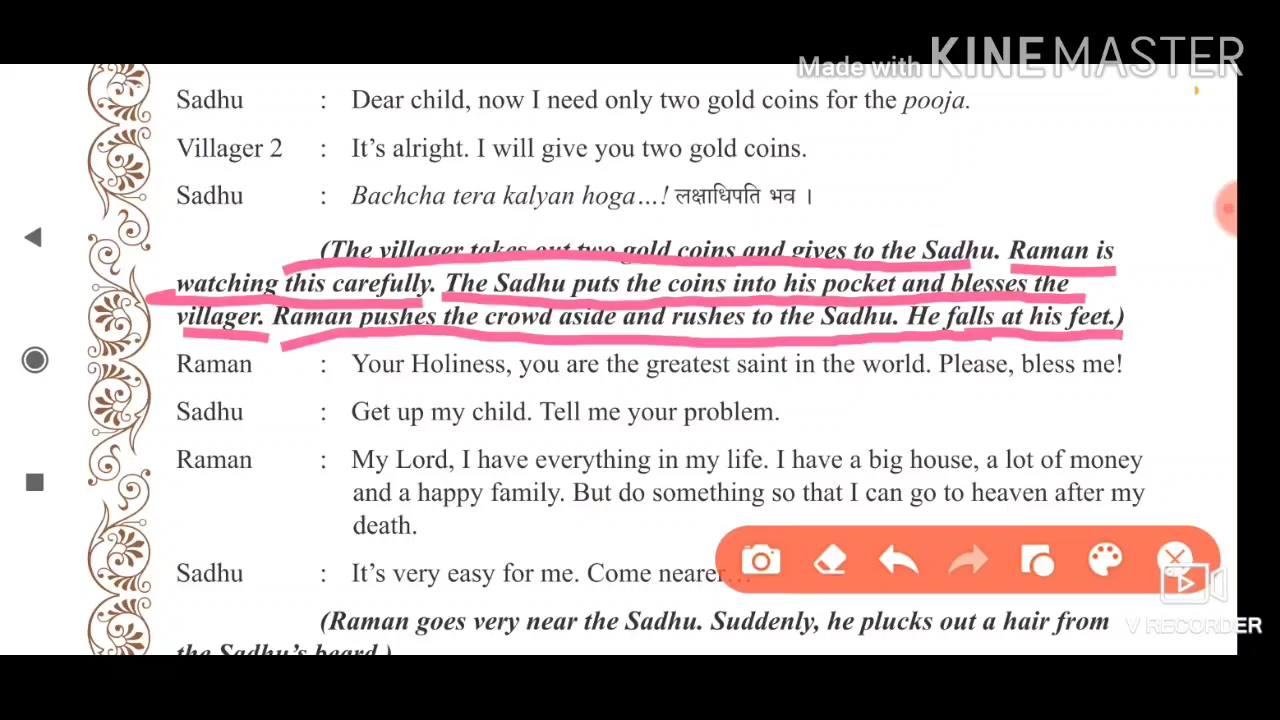 Made with KINEMASTER
Sadhu : Dear child, now I need only two gold coins for the pooja.
Villager 2 : It's alright. I will give you two gold coins.
Sadhu : Bachcha tera kalyan hoga...! लक्षाधिपति भव ।
(The villager takes out two gold coins and gives to the Sadhu. Raman is
watching this carefully. The Sadhu puts the coins into his pocket and blesses the
villager. Raman pushes the crowd aside and rushes to the Sadhu. He falls at his feet.)
Raman : Your Holiness, you are the greatest saint in the world. Please, bless me!
Sadhu : Get up my child. Tell me your problem.
Raman : My Lord, I have everything in my life. I have a big house, a lot of money
and a happy family. But do something so that I can go to heaven after my
death.
Sadhu : It's very easy for me. Come nearer...
(Raman goes very near the Sadhu. Suddenly, he plucks out a hair from
the Sadhu's beard.)
V RECORDER